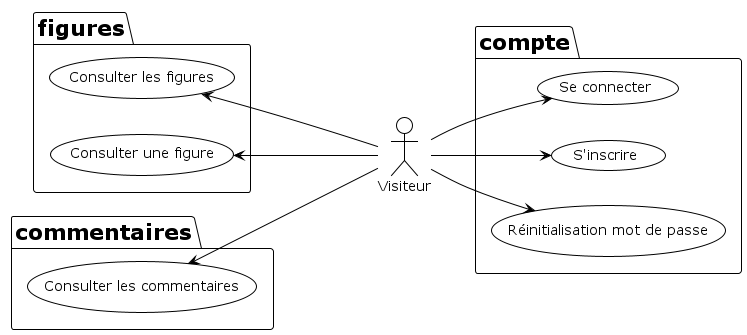 figures
Consulter les figures
Consulter une figure
commentaires
Consulter les commentaires
Visiteur
compte
Se connecter
S'inscrire
Réinitialisation mot de passe